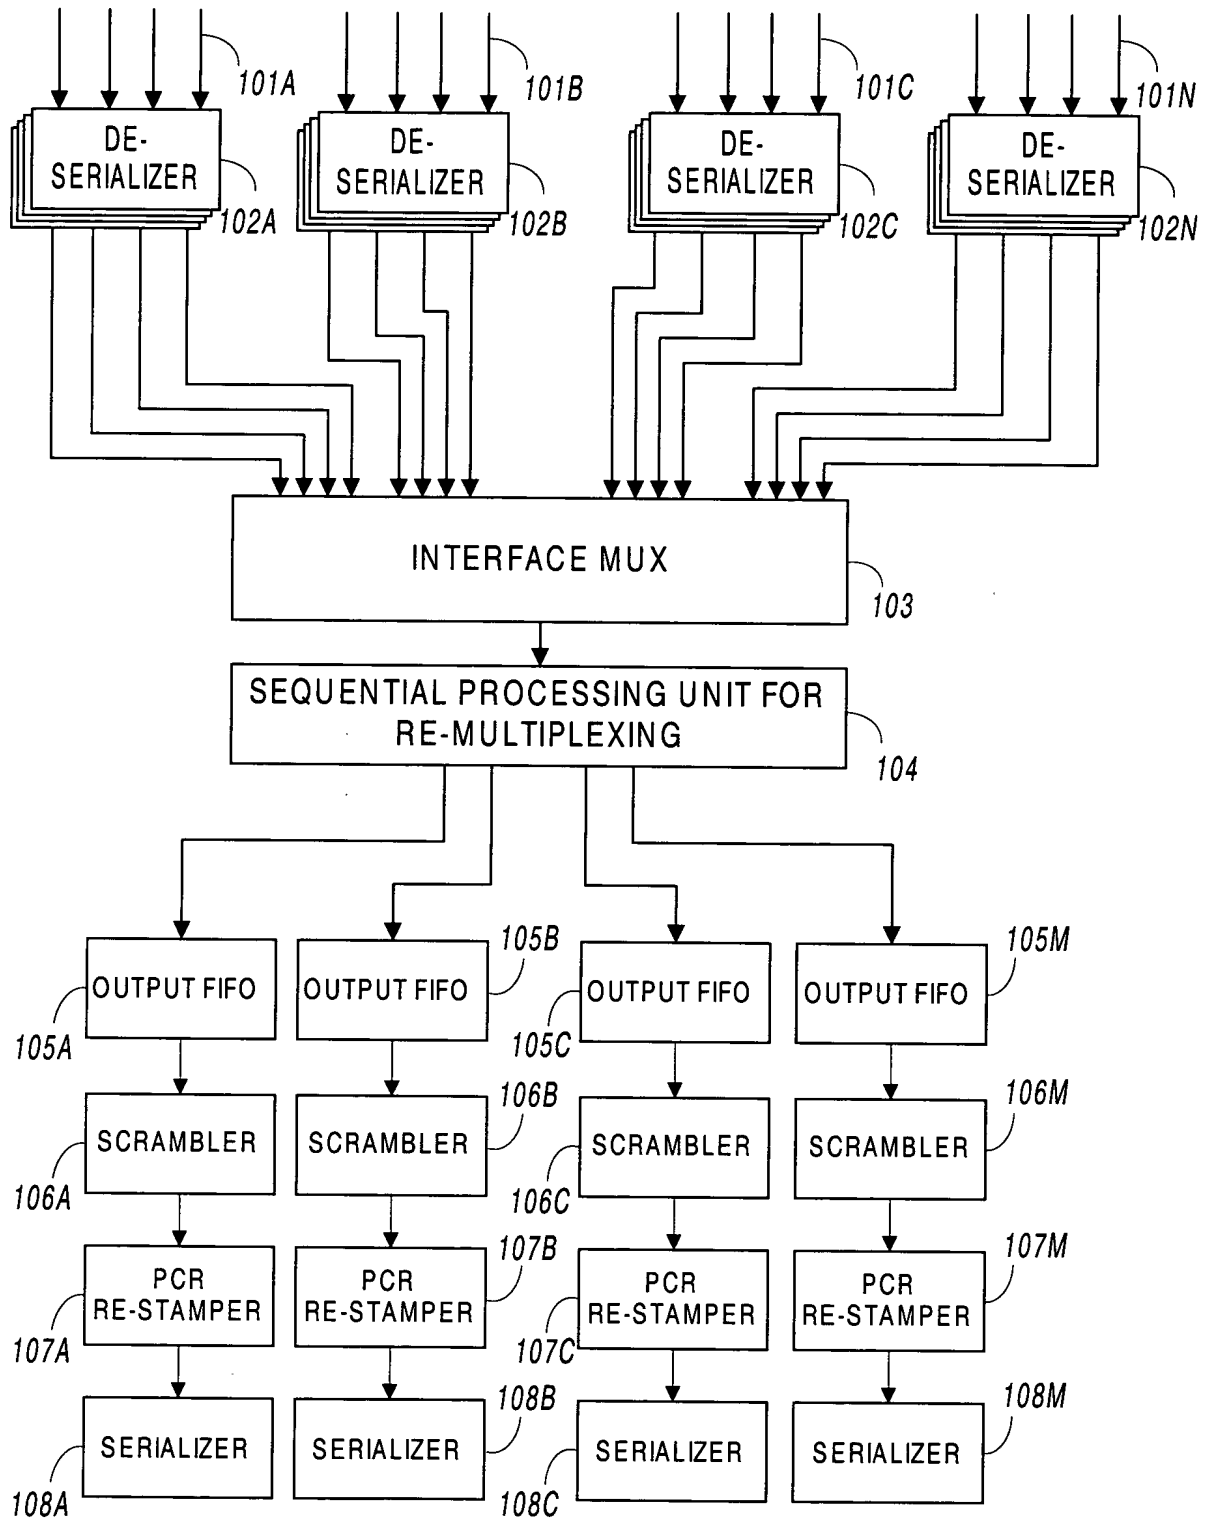 101A
101B
101C
101N
DE-
SERIALIZER
DE-
SERIALIZER
DE-
SERIALIZER
DE-
SERIALIZER
102A
102B
102C
102N
INTERFACE MUX
103
SEQUENTIAL PROCESSING UNIT FOR
RE-MULTIPLEXING
104
OUTPUT FIFO
105A
OUTPUT FIFO
105B
OUTPUT FIFO
105C
OUTPUT FIFO
105M
SCRAMBLER
106A
SCRAMBLER
106B
SCRAMBLER
106C
SCRAMBLER
106M
PCR
RE-STAMPER
107A
PCR
RE-STAMPER
107B
PCR
RE-STAMPER
107C
PCR
RE-STAMPER
107M
SERIALIZER
108A
SERIALIZER
108B
SERIALIZER
108C
SERIALIZER
108M